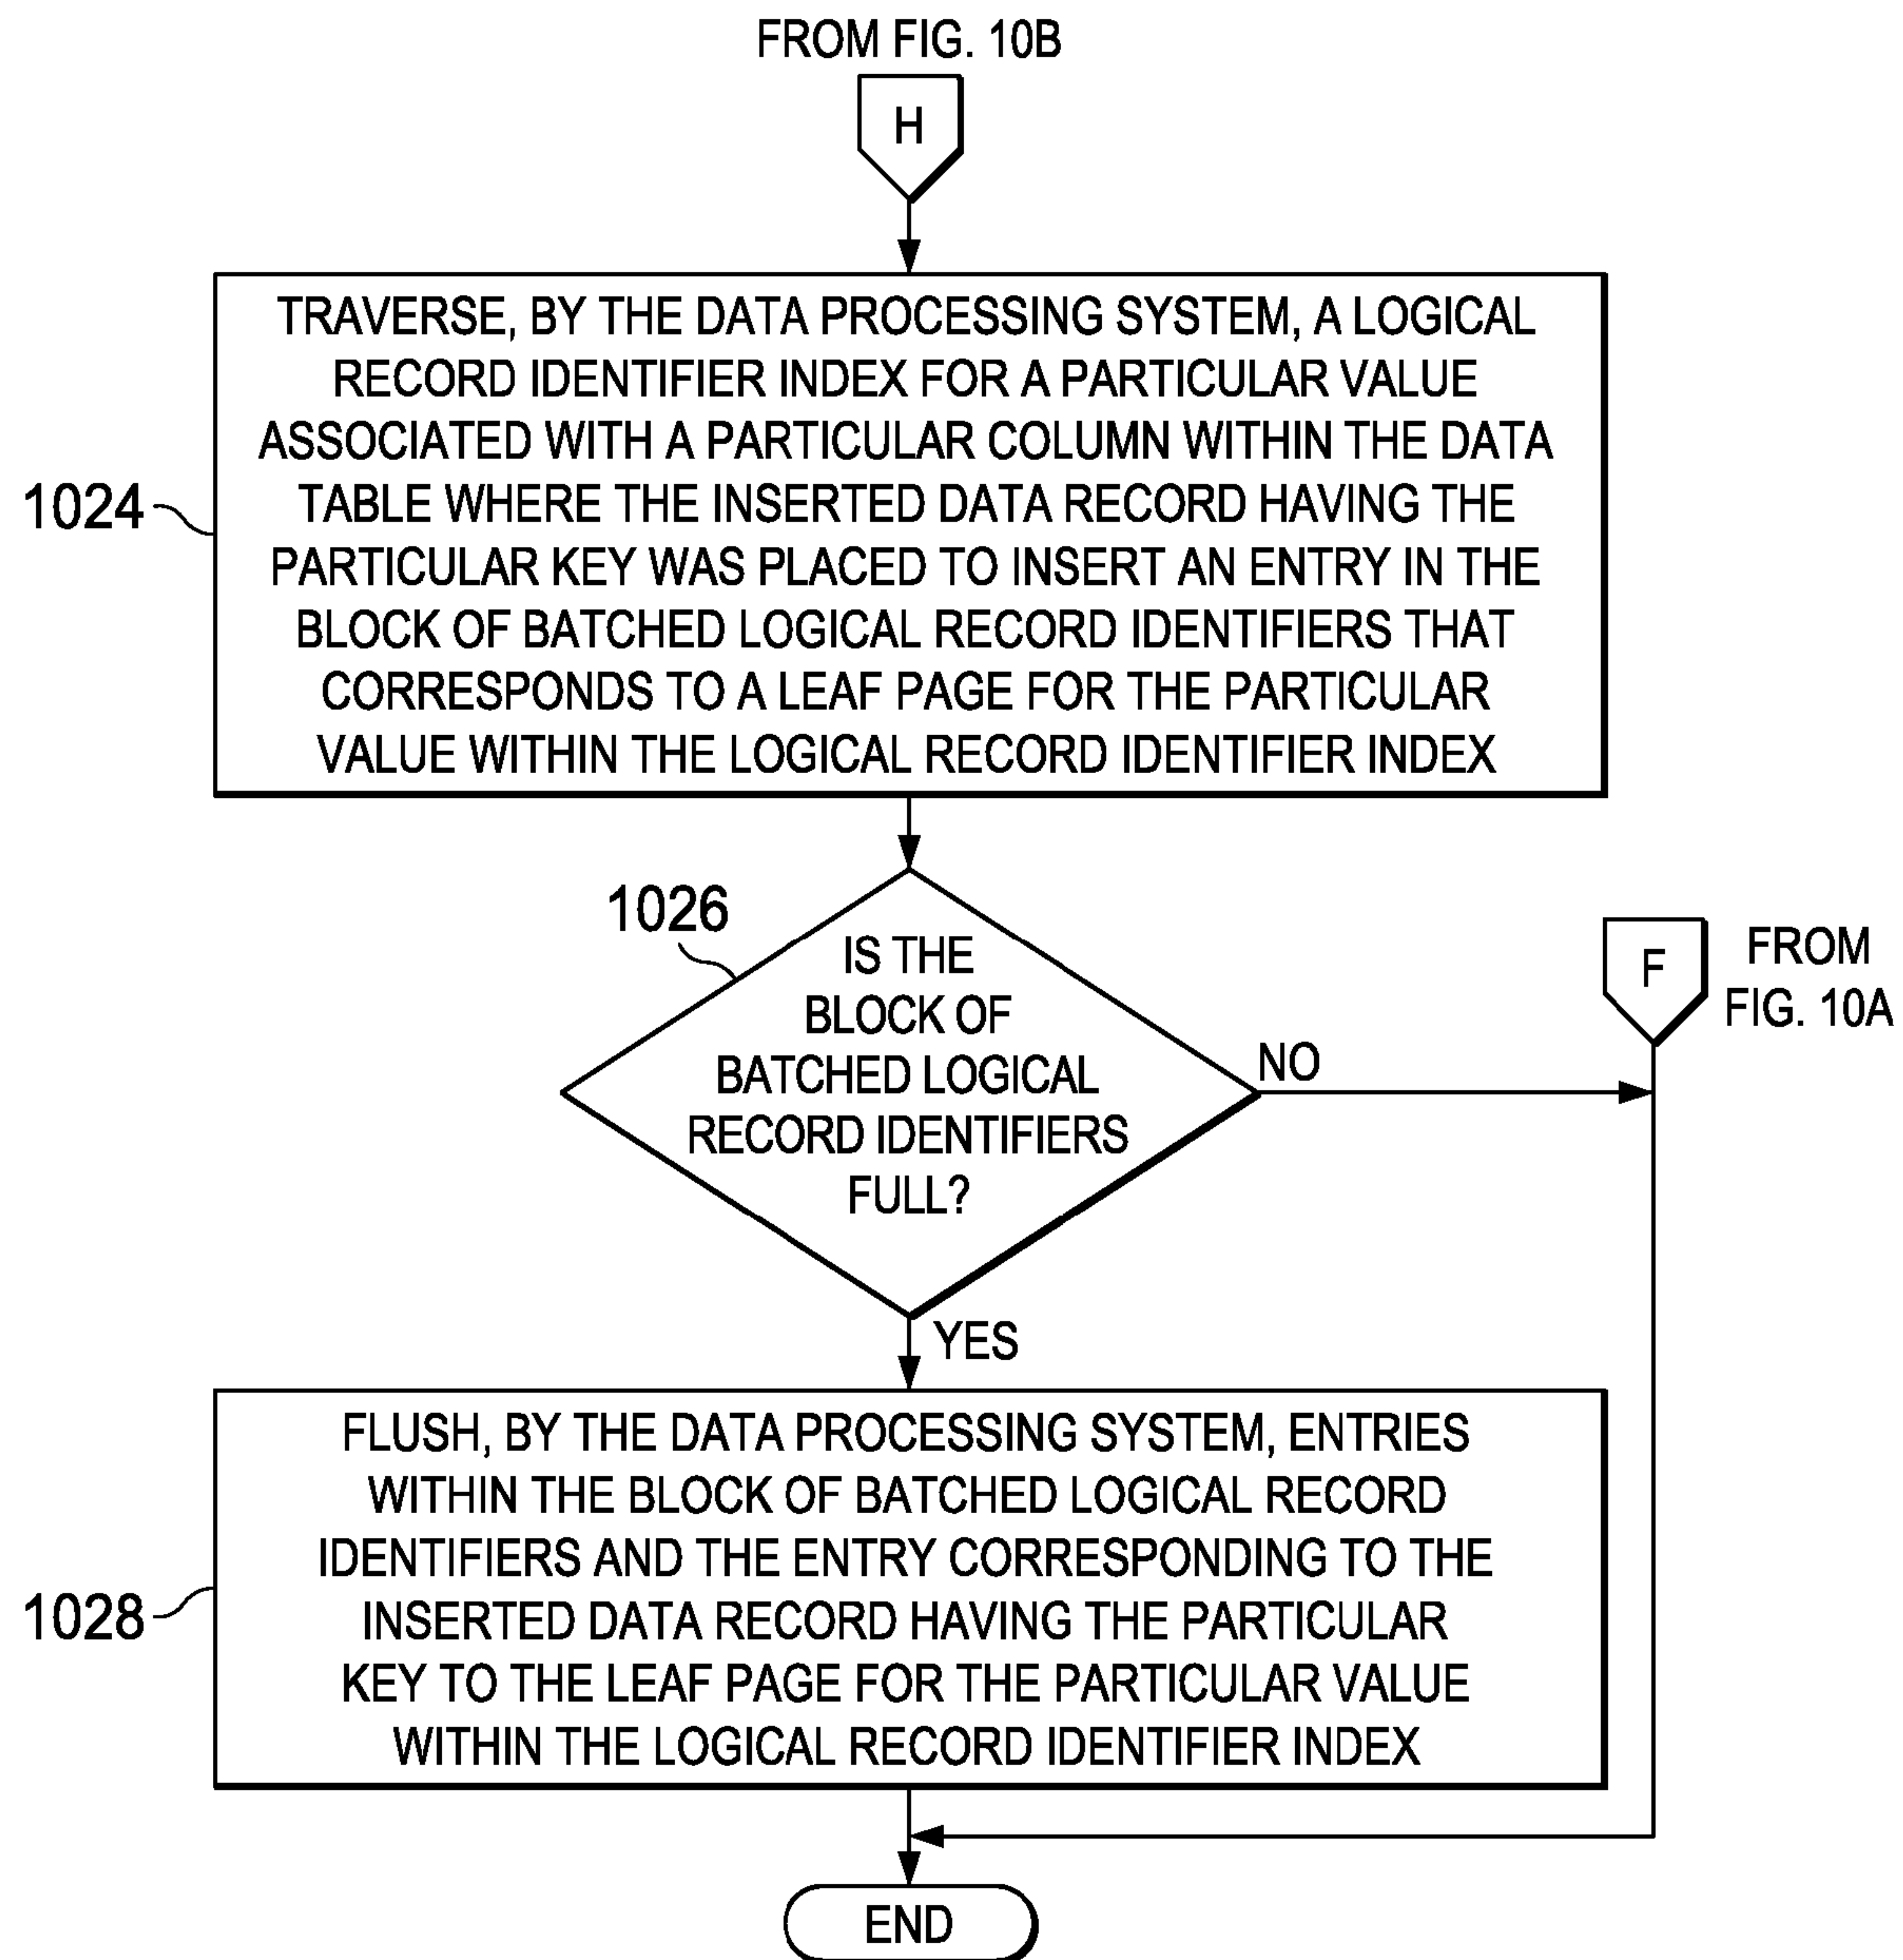 FROM FIG. 10B
H
TRAVERSE, BY THE DATA PROCESSING SYSTEM, A LOGICAL
RECORD IDENTIFIER INDEX FOR A PARTICULAR VALUE
ASSOCIATED WITH A PARTICULAR COLUMN WITHIN THE DATA
TABLE WHERE THE INSERTED DATA RECORD HAVING THE
PARTICULAR KEY WAS PLACED TO INSERT AN ENTRY IN THE
BLOCK OF BATCHED LOGICAL RECORD IDENTIFIERS THAT
CORRESPONDS TO A LEAF PAGE FOR THE PARTICULAR
VALUE WITHIN THE LOGICAL RECORD IDENTIFIER INDEX
1024
1026
IS THE
BLOCK OF
BATCHED LOGICAL
RECORD IDENTIFIERS
FULL?
NO
F
FROM
FIG. 10A
YES
FLUSH, BY THE DATA PROCESSING SYSTEM, ENTRIES
WITHIN THE BLOCK OF BATCHED LOGICAL RECORD
IDENTIFIERS AND THE ENTRY CORRESPONDING TO THE
INSERTED DATA RECORD HAVING THE PARTICULAR
KEY TO THE LEAF PAGE FOR THE PARTICULAR VALUE
WITHIN THE LOGICAL RECORD IDENTIFIER INDEX
1028
END